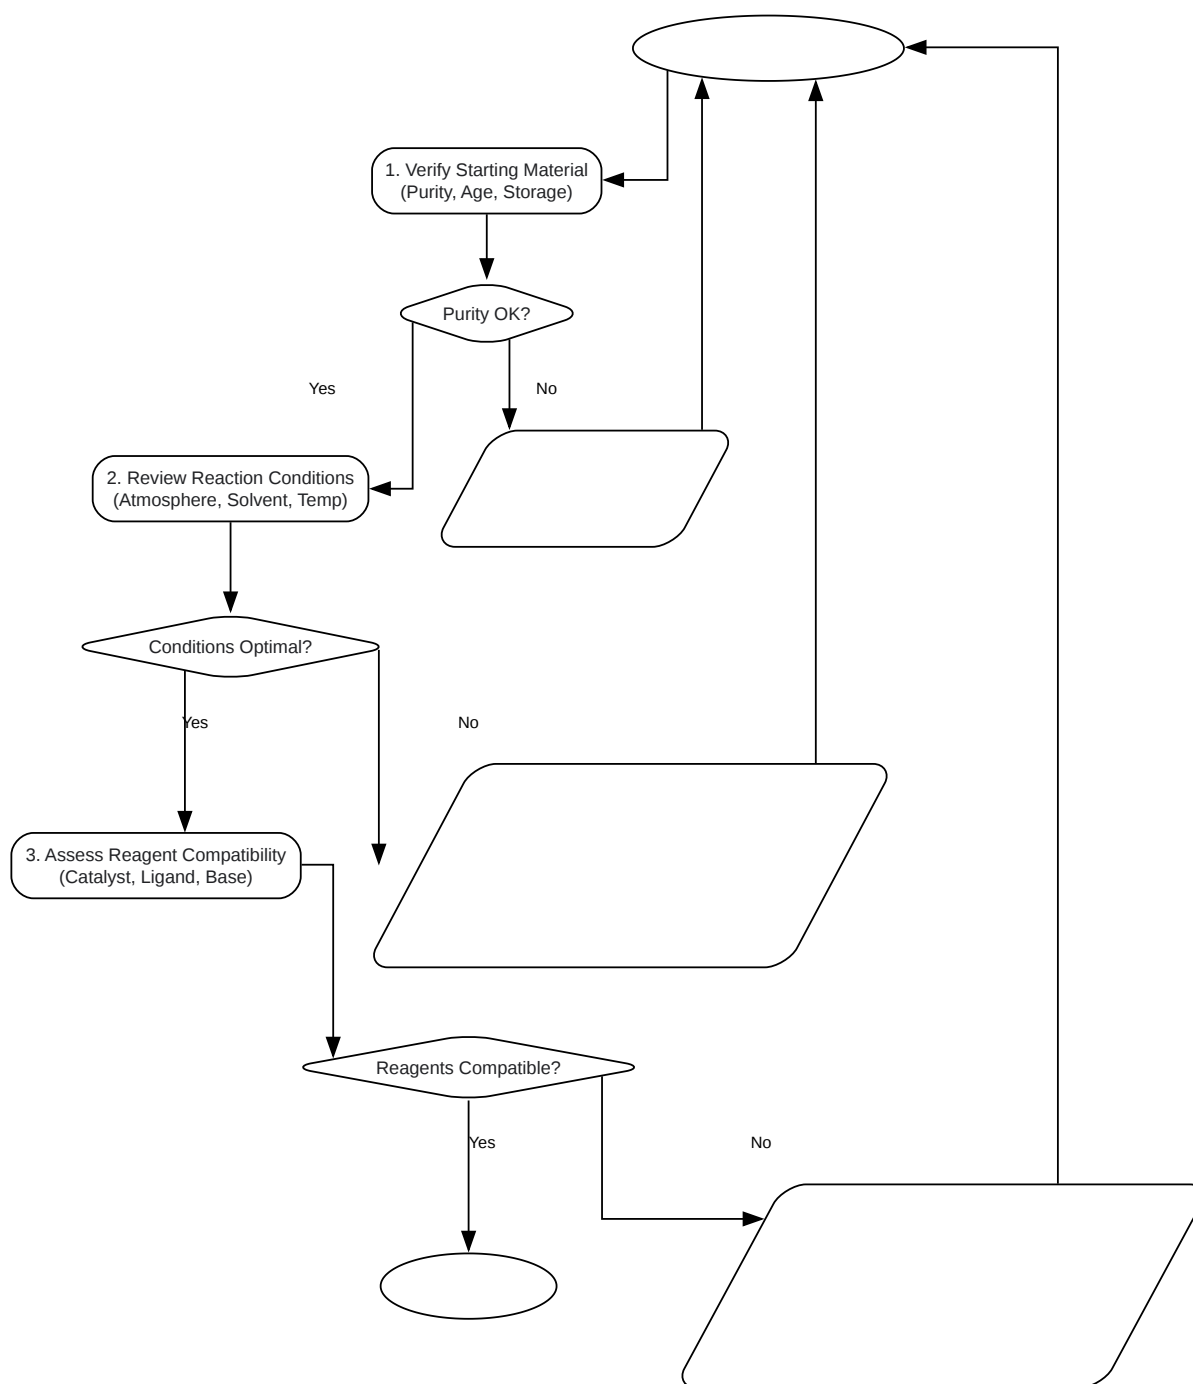 1. Verify Starting Material
(Purity, Age, Storage)
Purity OK?
Yes
No
2. Review Reaction Conditions
(Atmosphere, Solvent, Temp)
Conditions Optimal?
Yes
No
3. Assess Reagent Compatibility
(Catalyst, Ligand, Base)
Reagents Compatible?
Yes
No